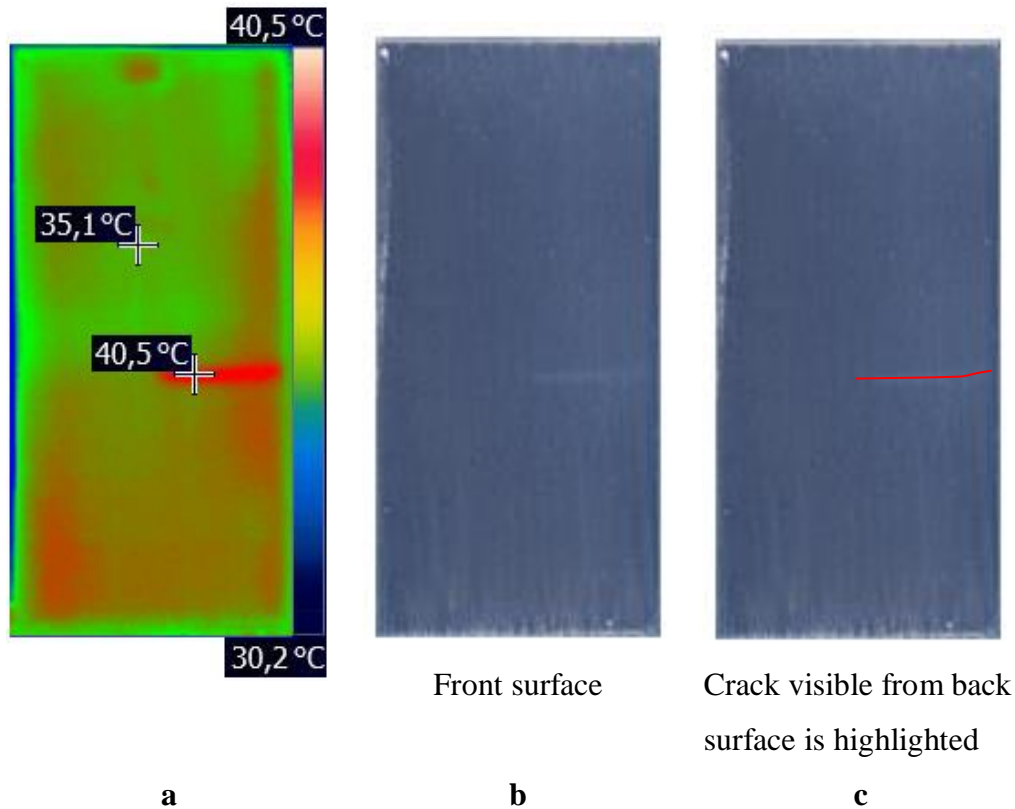 40,5 °C
35,1 °C
40,5 °C
30,2 °C
Front surface
Crack visible from back
surface is highlighted
a
b
c